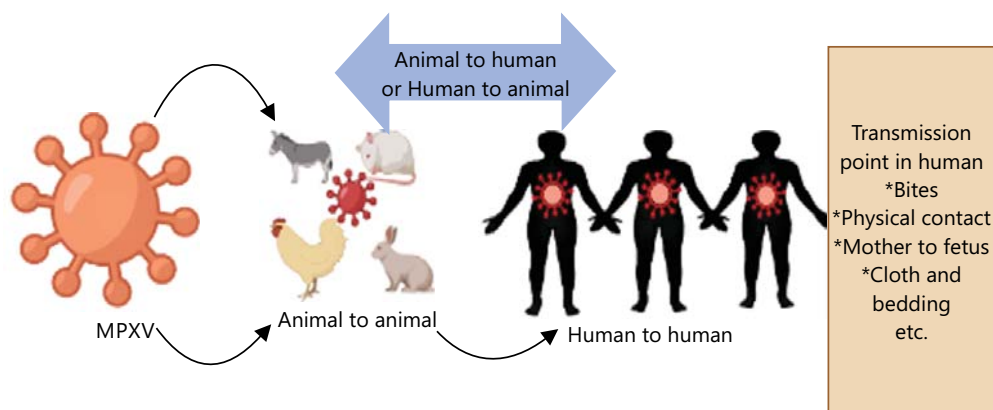 Animal to human
or Human to animal
MPXV
Animal to animal
Human to human
Transmission
point in human
*Bites
*Physical contact
*Mother to fetus
*Cloth and
bedding
etc.